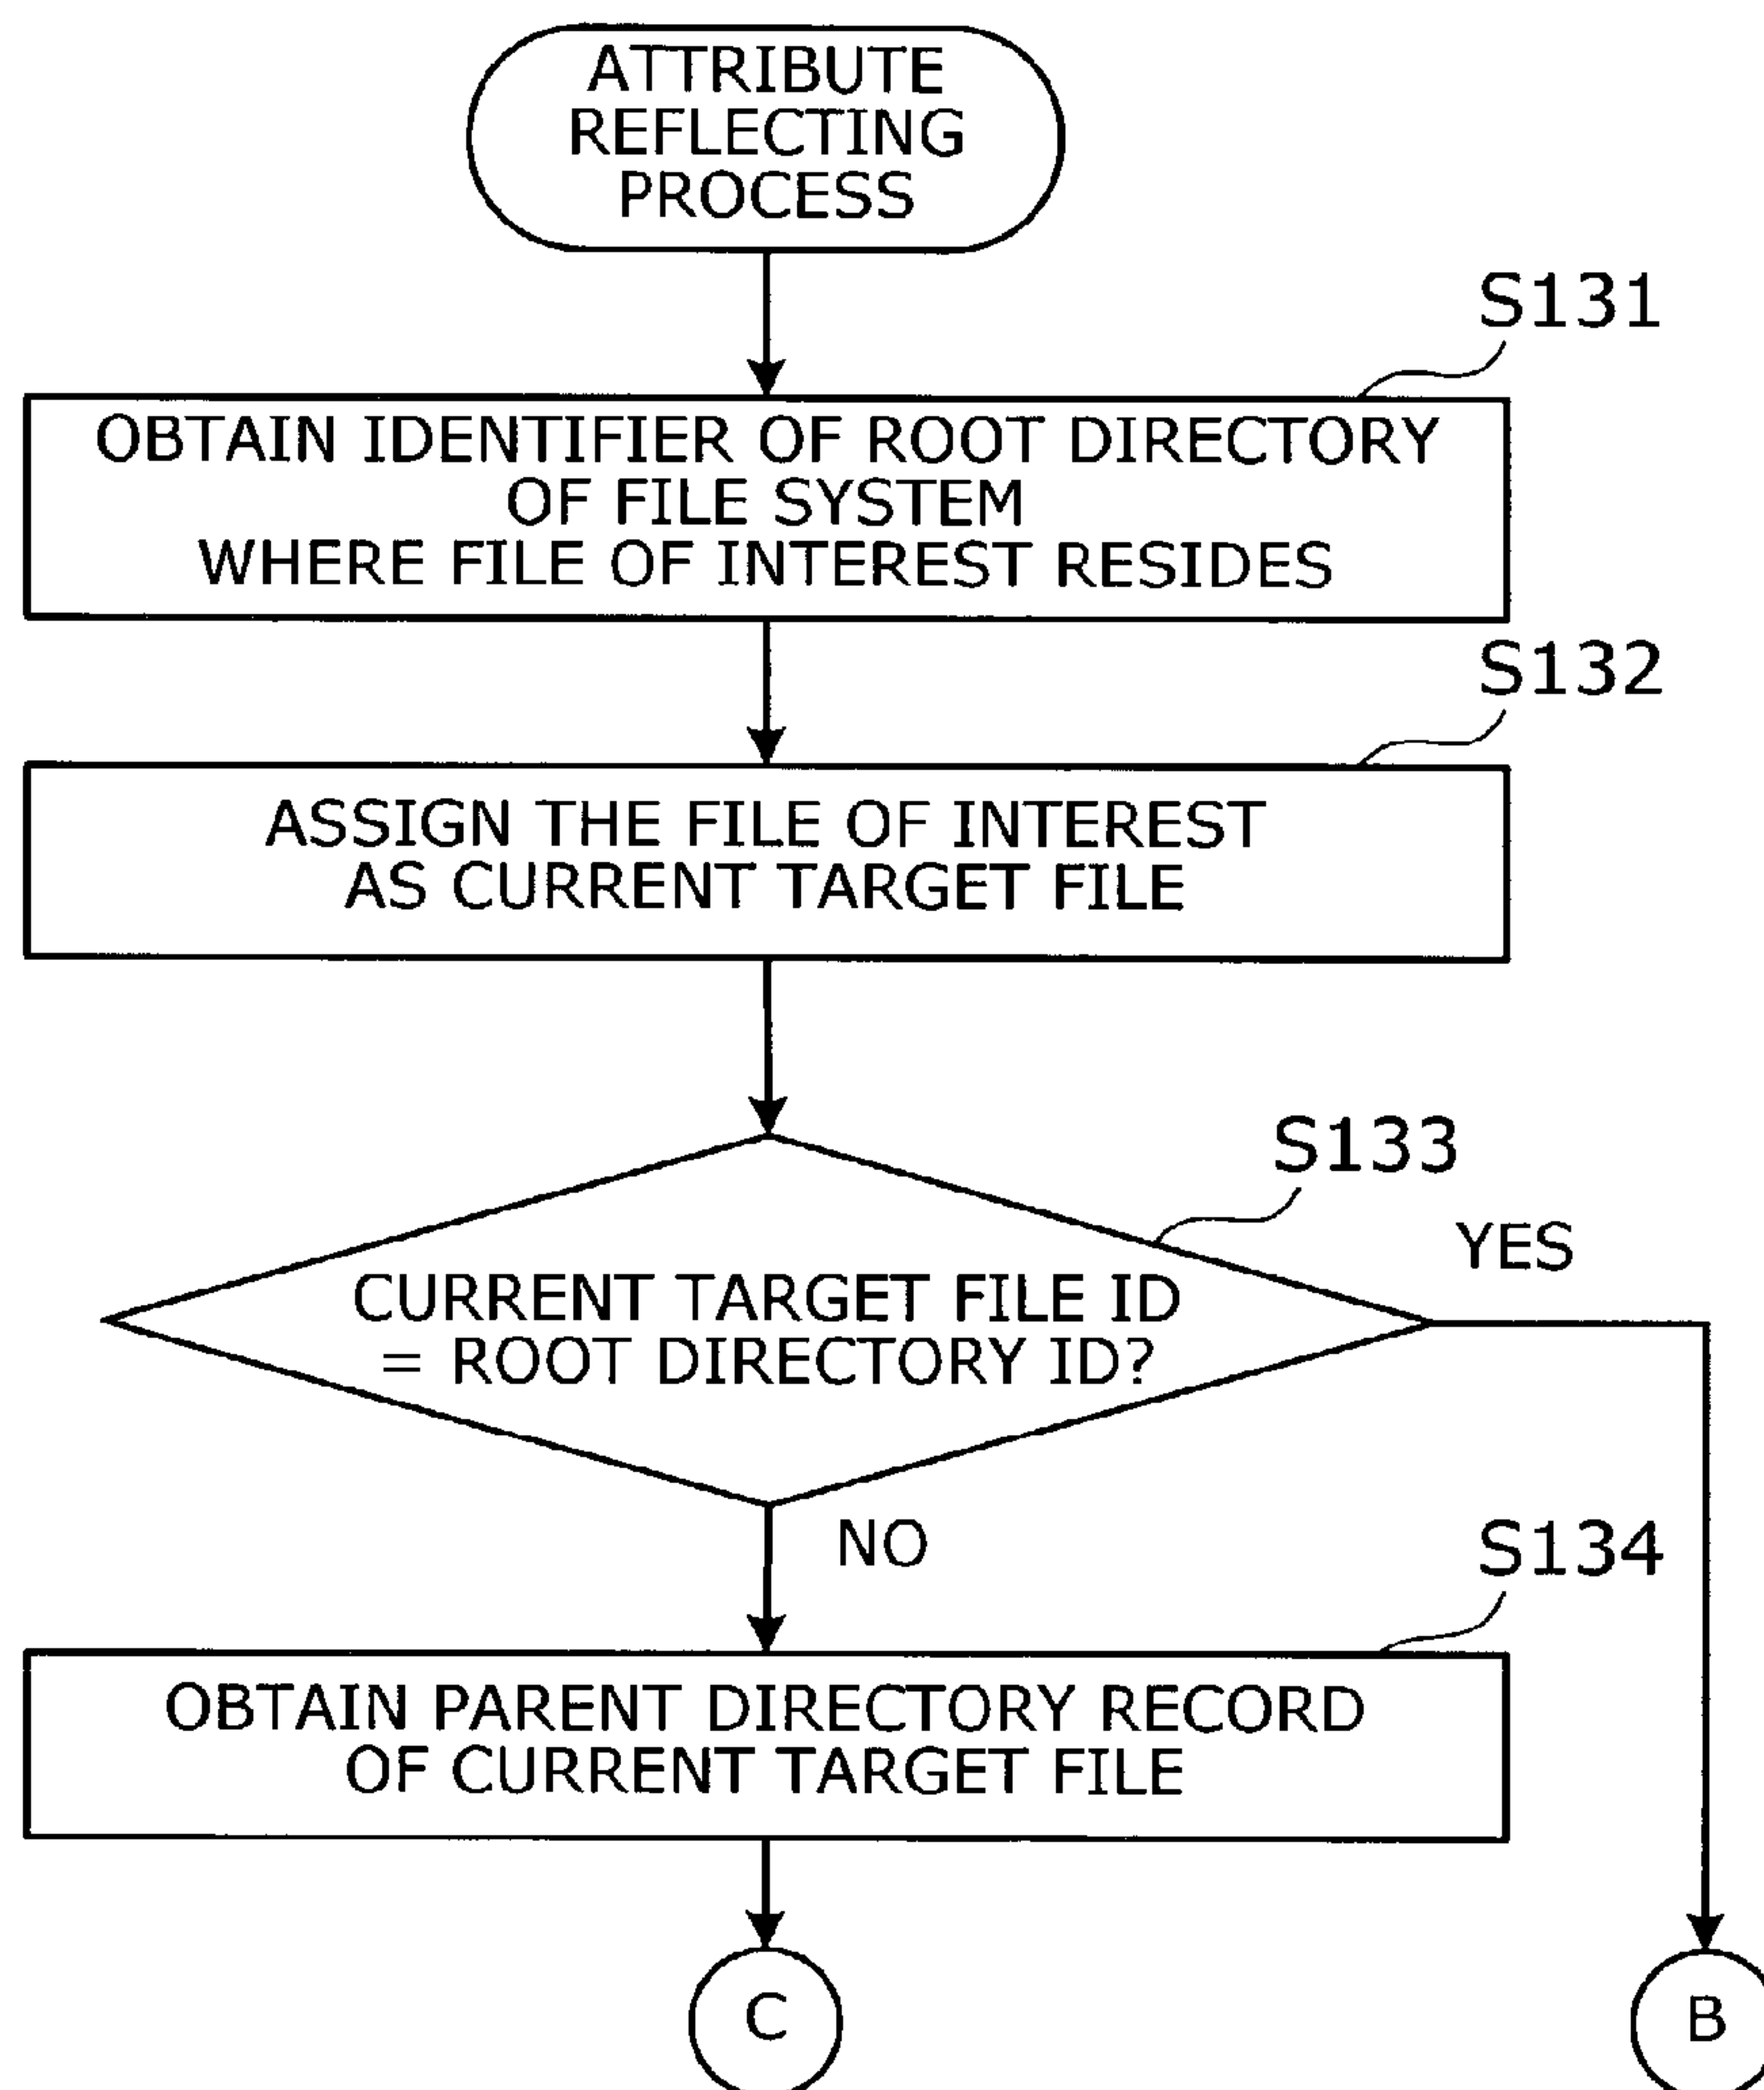 ATTRIBUTE
REFLECTING
PROCESS
S131
OBTAIN IDENTIFIER OF ROOT DIRECTORY
OF FILE SYSTEM
WHERE FILE OF INTEREST RESIDES
S132
ASSIGN THE FILE OF INTEREST
AS CURRENT TARGET FILE
S133
YES
CURRENT TARGET FILE ID
= ROOT DIRECTORY ID?
NO
S134
OBTAIN PARENT DIRECTORY RECORD
OF CURRENT TARGET FILE
C
B